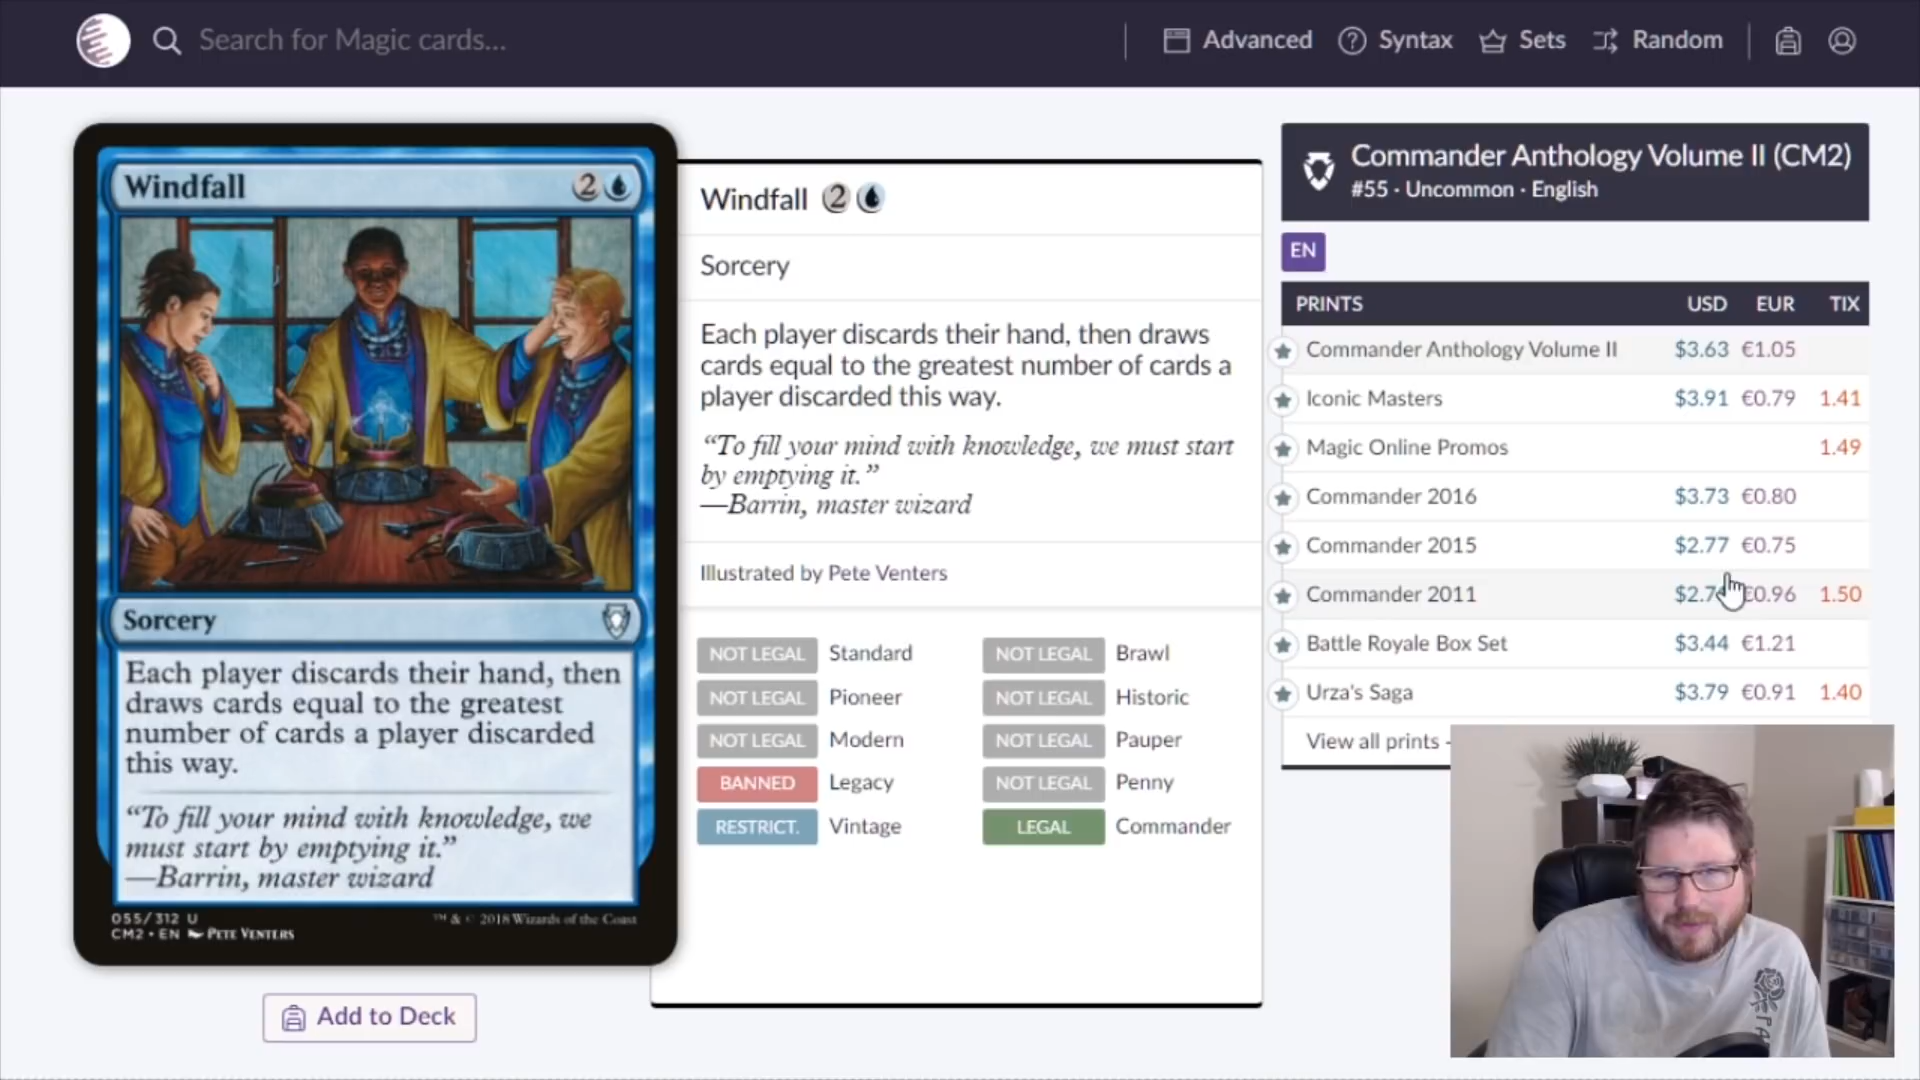 Search for Magic cards...
Advanced
Syntax
Sets
Random
Windfall 2
Sorcery
Each player discards their hand, then
draws cards equal to the greatest
number of cards a player discarded
this way.
“To fill your mind with knowledge, we
must start by emptying it.”
—Barrin, master wizard
055/312 U
CM2 • EN PETE VENTERS
™ & © 2018 Wizards of the Coast
Add to Deck
Windfall 2
Sorcery
Each player discards their hand, then draws
cards equal to the greatest number of cards a
player discarded this way.
“To fill your mind with knowledge, we must start
by emptying it.”
—Barrin, master wizard
Illustrated by Pete Venters
NOT LEGAL Standard NOT LEGAL Brawl
NOT LEGAL Pioneer NOT LEGAL Historic
NOT LEGAL Modern NOT LEGAL Pauper
BANNED Legacy NOT LEGAL Penny
RESTRICT. Vintage LEGAL Commander
Commander Anthology Volume II (CM2)
#55 · Uncommon · English
EN
PRINTS USD EUR TIX
Commander Anthology Volume II $3.63 €1.05
Iconic Masters $3.91 €0.79 1.41
Magic Online Promos 1.49
Commander 2016 $3.73 €0.80
Commander 2015 $2.77 €0.75
Commander 2011 €0.96 1.50
Battle Royale Box Set $3.44 €1.21
Urza's Saga $3.79 €0.91 1.40
View all prints